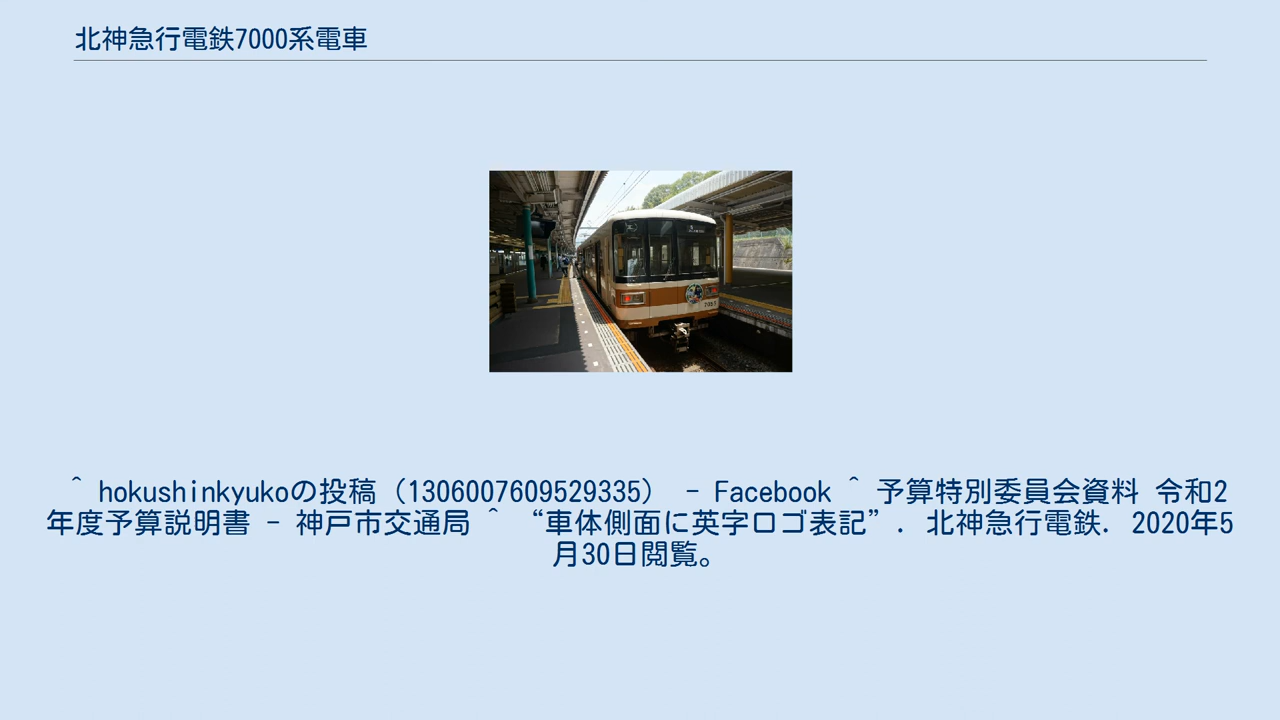 北神急行電鉄7000系電車
^ hokushinkyukoの投稿（1306007609529335） - Facebook ^ 予算特別委員会資料 令和2
年度予算説明書 - 神戸市交通局 ^ “車体側面に英字ロゴ表記”. 北神急行電鉄. 2020年5
月30日閲覧。